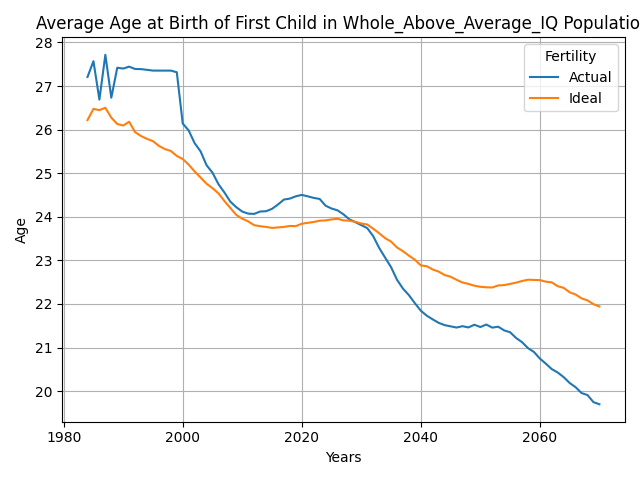 Average Age at Birth of First Child in Whole_Above_Average_IQ Populatio
28
27
26
25
24
23
22
21
20
Age
Fertility
Actual
Ideal
1980
2000
2020
2040
2060
Years